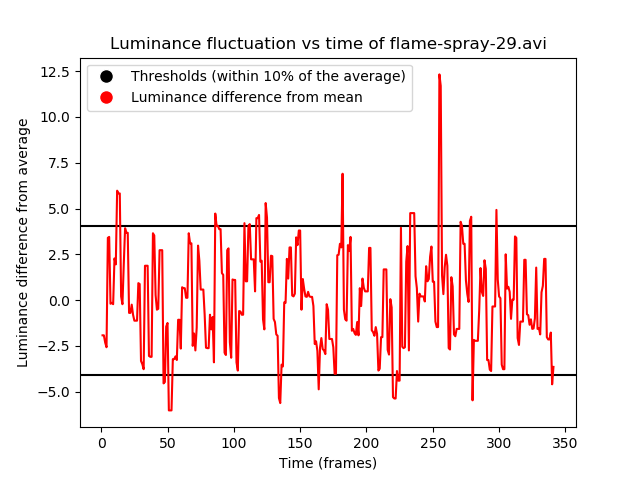 Luminance fluctuation vs time of flame-spray-29.avi
Thresholds (within 10% of the average)
Luminance difference from mean
Luminance difference from average
12.5
10.0
7.5
5.0
2.5
0.0
−2.5
−5.0
0 50 100 150 200 250 300 350
Time (frames)